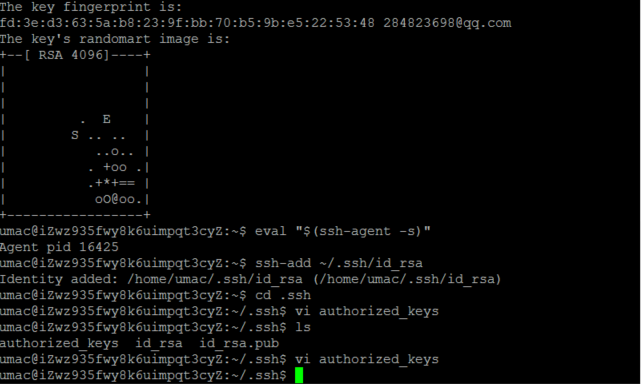 The key fingerprint is:
fd:3e:d3:63:5a:b8:23:9f:bb:70:b5:9b:e5:22:53:48 284823698@qq.com
The key's randomart image is:
+--[ RSA 4096]----+
|                 |
|                 |
|                 |
|         .  E    |
|        S .. ..  |
|           ..o.. |
|          . +oo .|
|          .+*+== |
|           oO@oo.|
+-----------------+
umac@iZwz935fwy8k6uimpqt3cyZ:~$ eval "$(ssh-agent -s)"
Agent pid 16425
umac@iZwz935fwy8k6uimpqt3cyZ:~$ ssh-add ~/.ssh/id_rsa
Identity added: /home/umac/.ssh/id_rsa (/home/umac/.ssh/id_rsa)
umac@iZwz935fwy8k6uimpqt3cyZ:~$ cd .ssh
umac@iZwz935fwy8k6uimpqt3cyZ:~/.ssh$ vi authorized_keys
umac@iZwz935fwy8k6uimpqt3cyZ:~/.ssh$ ls
authorized_keys  id_rsa  id_rsa.pub
umac@iZwz935fwy8k6uimpqt3cyZ:~/.ssh$ vi authorized_keys
umac@iZwz935fwy8k6uimpqt3cyZ:~/.ssh$